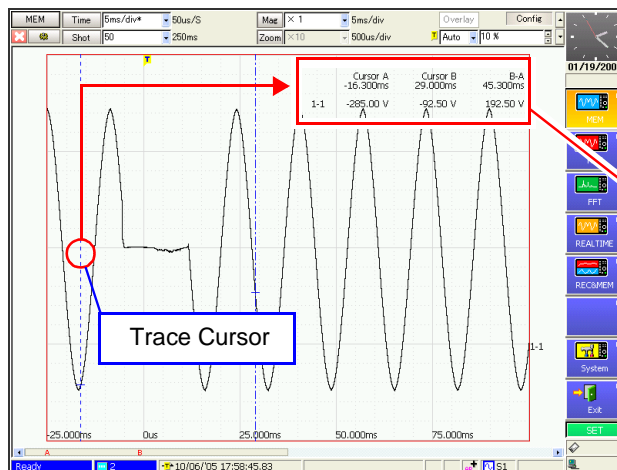 MEM Time 5ms/div* 50us/S Mag × 1 5ms/div Overlay Config
Shot 50 250ms Zoom ×10 500us/div T Auto 10 %
T
Cursor A Cursor B B-A
-16.300ms 29.000ms 45.300ms
1-1 -285.00 V -92.50 V 192.50 V
01/19/200
MEM
FFT
REALTIME
REC&MEM
System
Exit
SET
Trace Cursor
1-1
-25.000ms 0us 25.000ms 50.000ms 75.000ms
A B
Ready 2 T 10/06/'05 17:58:45.83 S1